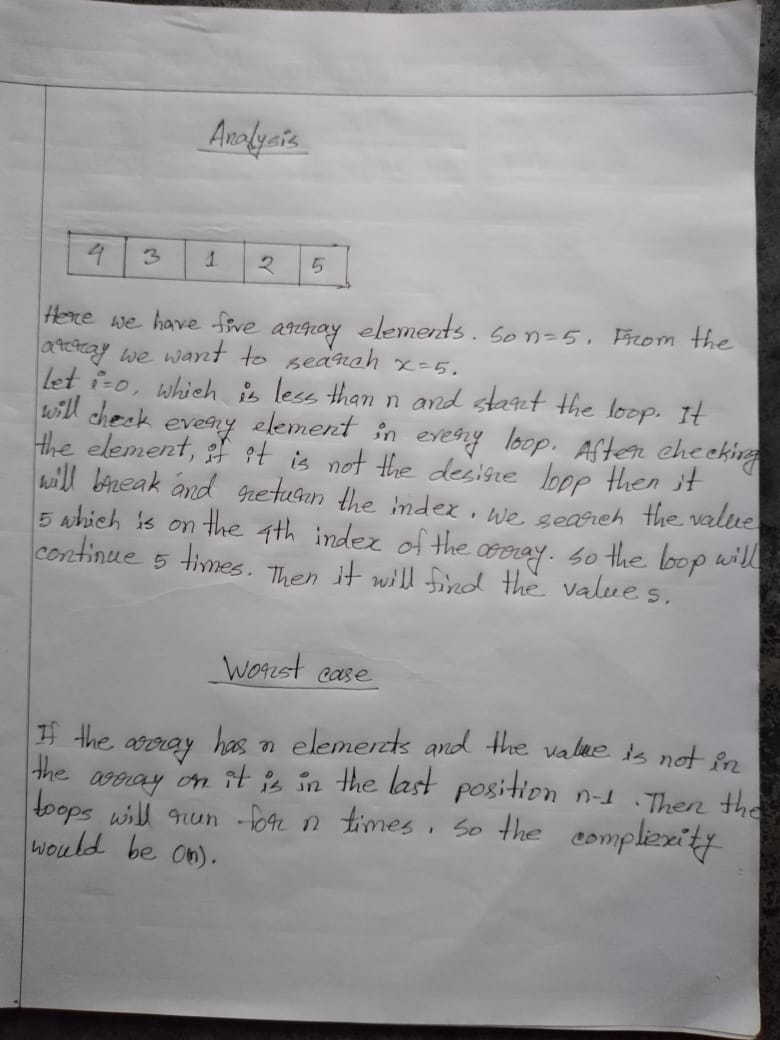 Analysis
4 3 1 2 5
Here we have five array elements. So n=5. From the
array we want to search x=5.
Let i=0, which is less than n and start the loop. It
will check every element in every loop. After checking
the element, if it is not the desire loop then it
will break and return the index. We search the value
5 which is on the 4th index of the array. So the loop will
continue 5 times. Then it will find the value 5.
Worst case
If the array has n elements and the value is not in
the array or it is in the last position n-1. Then the
loops will run for n times. So the compliexity
would be O(n).